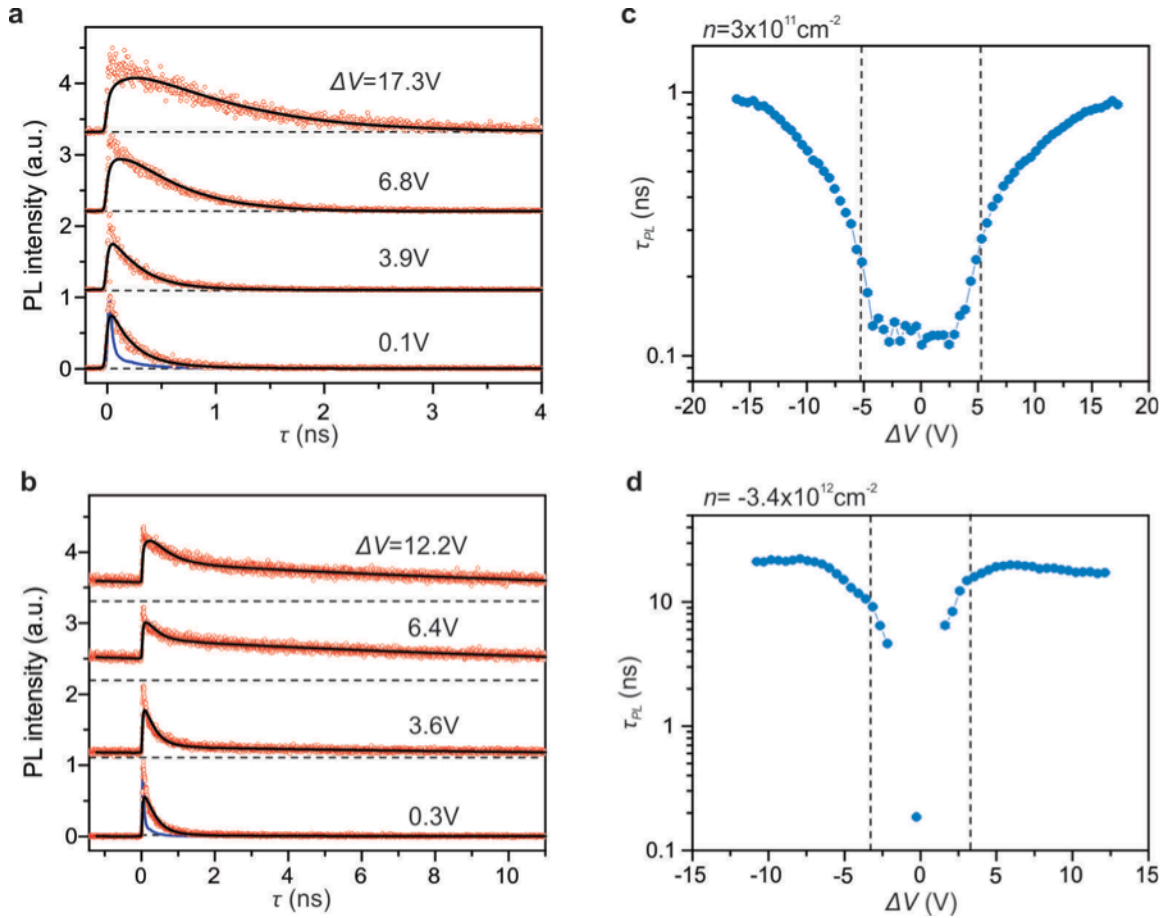 a
PL intensity (a.u.)
4
3
2
1
0
ΔV=17.3V
6.8V
3.9V
0.1V
0 1 2 3 4
τ (ns)
c
n=3x10¹¹cm⁻²
τPL (ns)
1
0.1
-20 -15 -10 -5 0 5 10 15 20
ΔV (V)
b
PL intensity (a.u.)
4
3
2
1
0
ΔV=12.2V
6.4V
3.6V
0.3V
0 2 4 6 8 10
τ (ns)
d
n= -3.4x10¹²cm⁻²
τPL (ns)
10
1
0.1
-15 -10 -5 0 5 10 15
ΔV (V)